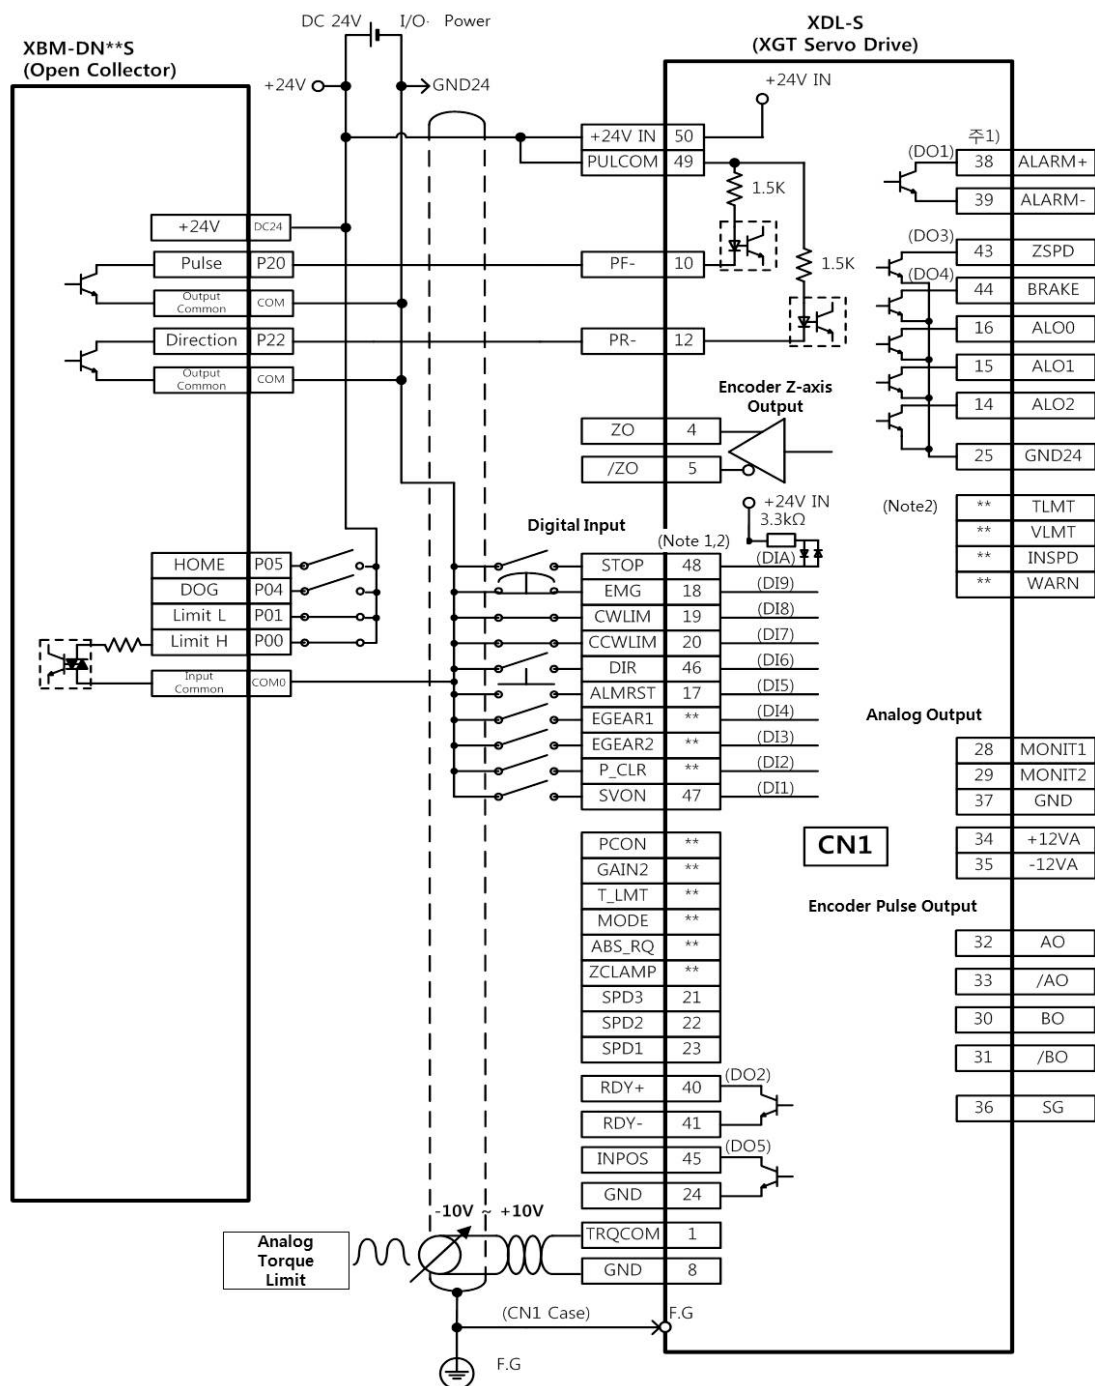 DC 24V
I/O· Power
XBM-DN**S
(Open Collector)
XDL-S
(XGT Servo Drive)
+24V
GND24
+24V IN
+24V IN 50
PULCOM 49
1.5K
1.5K
주1)
(DO1)
38 ALARM+
39 ALARM-
(DO3)
43 ZSPD
(DO4)
44 BRAKE
16 ALO0
15 ALO1
14 ALO2
25 GND24
+24V DC24
Pulse P20
Output
Common
COM
Direction P22
Output
Common
COM
PF- 10
PR- 12
Encoder Z-axis
Output
ZO 4
/ZO 5
+24V IN
3.3kΩ
(Note2)
** TLMT
** VLMT
** INSPD
** WARN
Digital Input
(Note 1,2)
HOME P05
DOG P04
Limit L P01
Limit H P00
Input
Common
COM0
STOP 48 (DIA)
EMG 18 (DI9)
CWLIM 19 (DI8)
CCWLIM 20 (DI7)
DIR 46 (DI6)
ALMRST 17 (DI5)
EGEAR1 ** (DI4)
EGEAR2 ** (DI3)
P_CLR ** (DI2)
SVON 47 (DI1)
Analog Output
28 MONIT1
29 MONIT2
37 GND
34 +12VA
35 -12VA
CN1
PCON **
GAIN2 **
T_LMT **
MODE **
ABS_RQ **
ZCLAMP **
SPD3 21
SPD2 22
SPD1 23
Encoder Pulse Output
32 AO
33 /AO
30 BO
31 /BO
36 SG
RDY+ 40 (DO2)
RDY- 41
INPOS 45 (DO5)
GND 24
-10V ~ +10V
Analog
Torque
Limit
TRQCOM 1
GND 8
(CN1 Case)
F.G
F.G